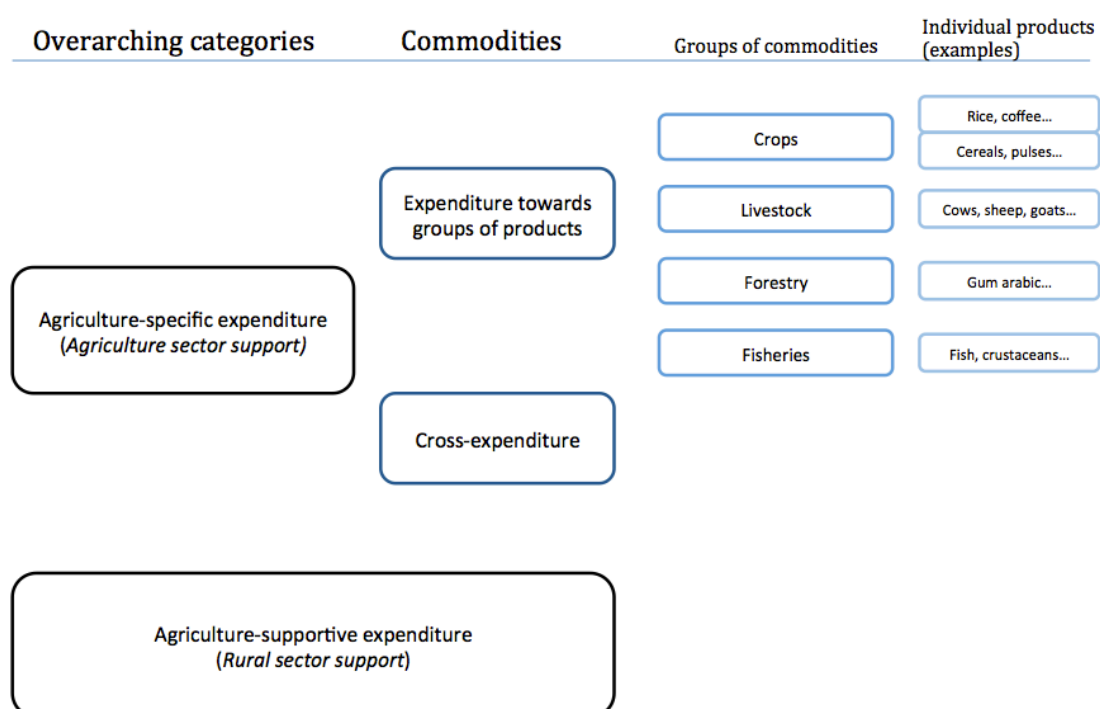 Overarching categories
Commodities
Groups of commodities
Individual products
(examples)
Rice, coffee...
Crops
Cereals, pulses...
Expenditure towards
groups of products
Livestock
Cows, sheep, goats...
Agriculture-specific expenditure
(Agriculture sector support)
Forestry
Gum arabic...
Fisheries
Fish, crustaceans...
Cross-expenditure
Agriculture-supportive expenditure
(Rural sector support)